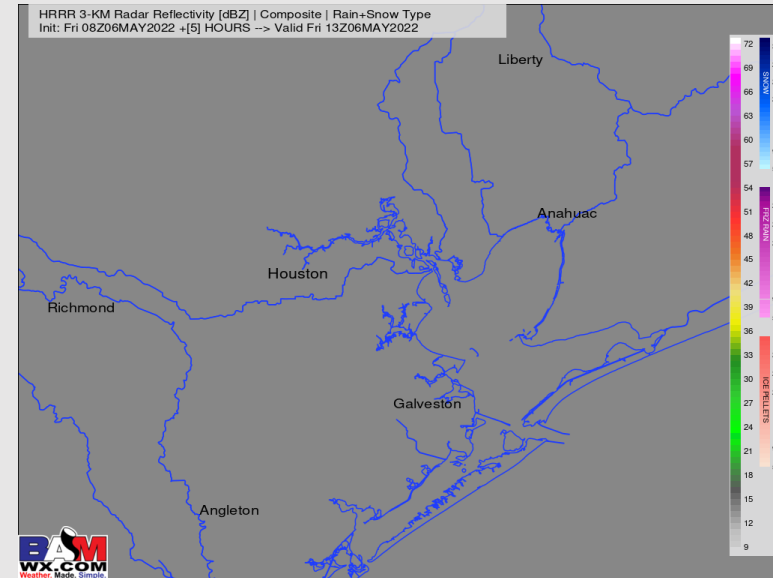 HRRR 3-KM Radar Reflectivity [dBZ] | Composite | Rain+Snow Type
Init: Fri 08Z06MAY2022 +[5] HOURS --> Valid Fri 13Z06MAY2022
Liberty
Anahuac
Houston
Richmond
Galveston
Angleton
72
69
66
63
60
57
54
51
48
45
42
39
36
33
30
27
24
21
18
15
12
9
SNOW
FRZ RAIN
ICE PELLETS
BAM
WX.COM
Weather. Made. Simple.